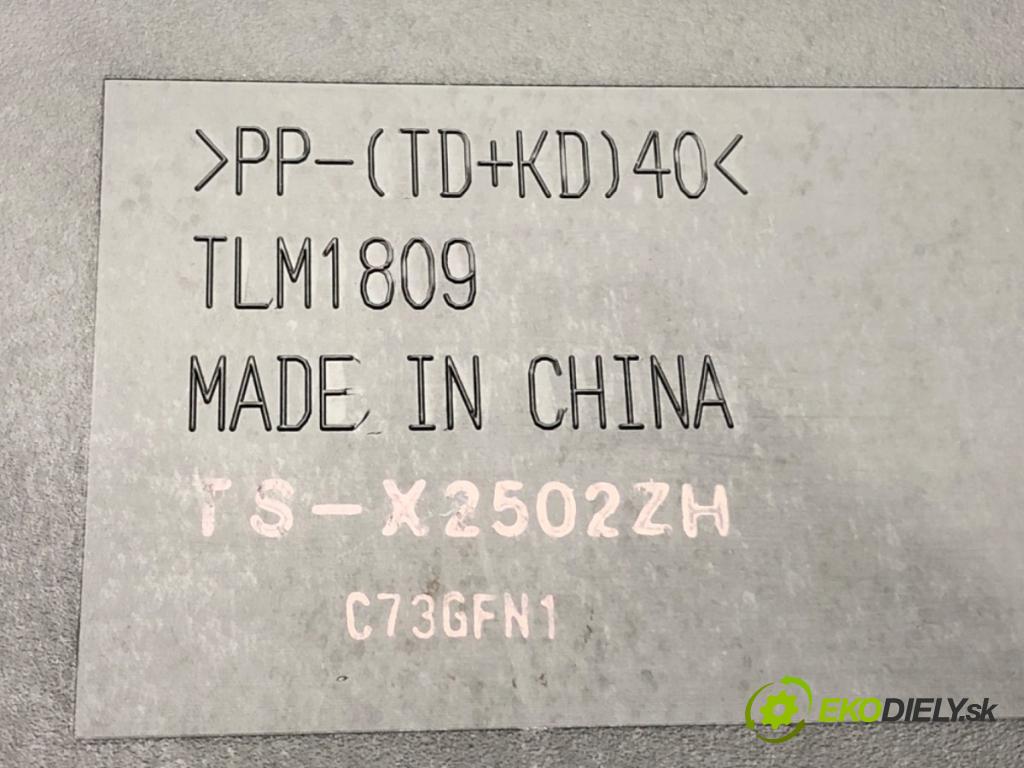 >PP-(TD+KD)40<
TLM1809
MADE IN CHINA
TS-X2502ZH
C73GFN1
EKODIELY.sk